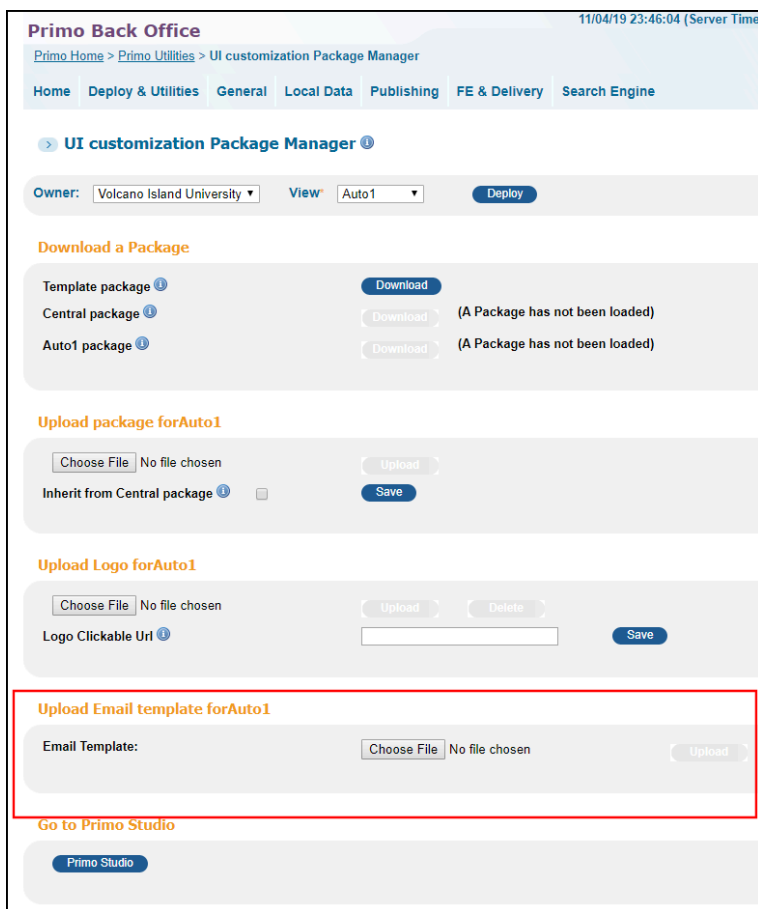 11/04/19 23:46:04 (Server Time
Primo Back Office
Primo Home > Primo Utilities > UI customization Package Manager
Home Deploy & Utilities General Local Data Publishing FE & Delivery Search Engine
UI customization Package Manager
Owner: Volcano Island University View* Auto1 Deploy
Download a Package
Template package Download
Central package Download (A Package has not been loaded)
Auto1 package Download (A Package has not been loaded)
Upload package forAuto1
Choose File No file chosen Upload
Inherit from Central package Save
Upload Logo forAuto1
Choose File No file chosen Upload Delete
Logo Clickable Url Save
Upload Email template forAuto1
Email Template: Choose File No file chosen Upload
Go to Primo Studio
Primo Studio